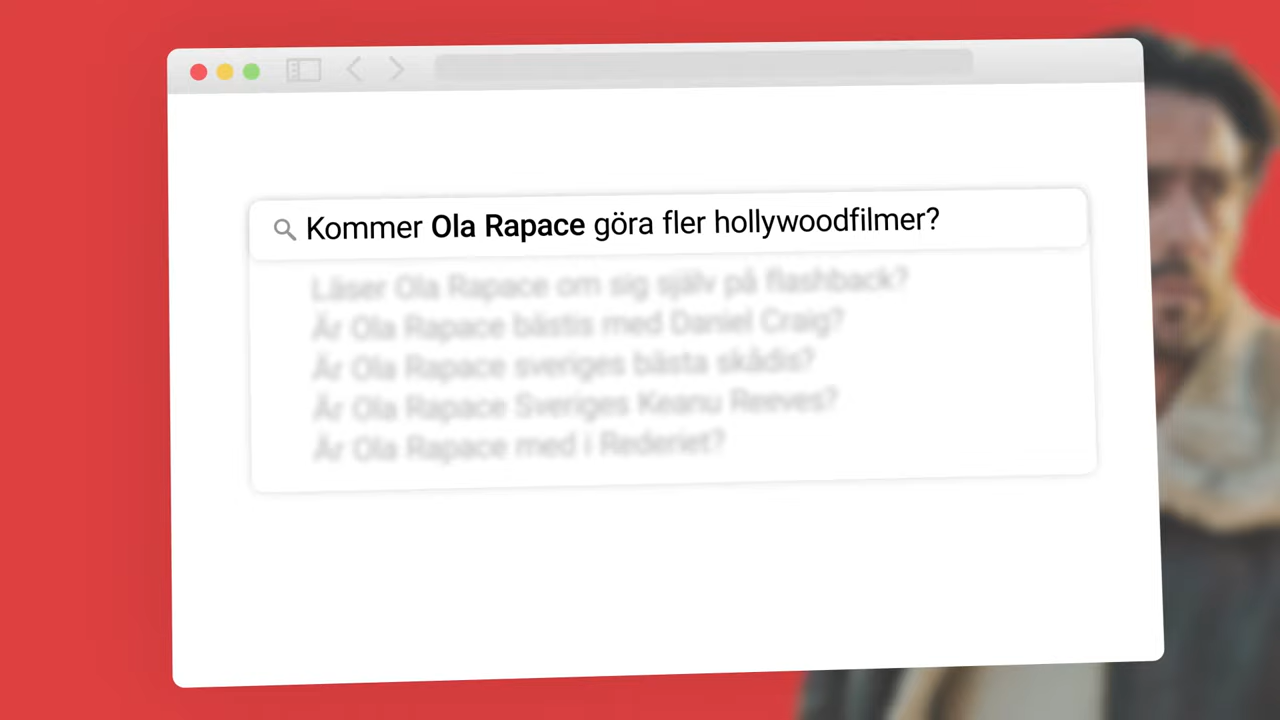 Kommer Ola Rapace göra fler hollywoodfilmer?
Läser Ola Rapace om sig själv på flashback?
Är Ola Rapace bästis med Daniel Craig?
Är Ola Rapace sveriges bästa skådis?
Är Ola Rapace Sveriges Keanu Reeves?
Är Ola Rapace med i Rederiet?